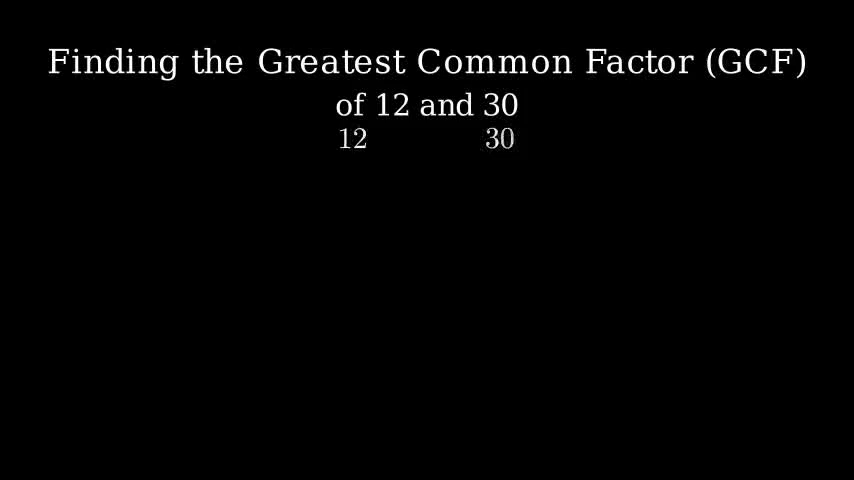 Finding the Greatest Common Factor (GCF)
of 12 and 30
12 30